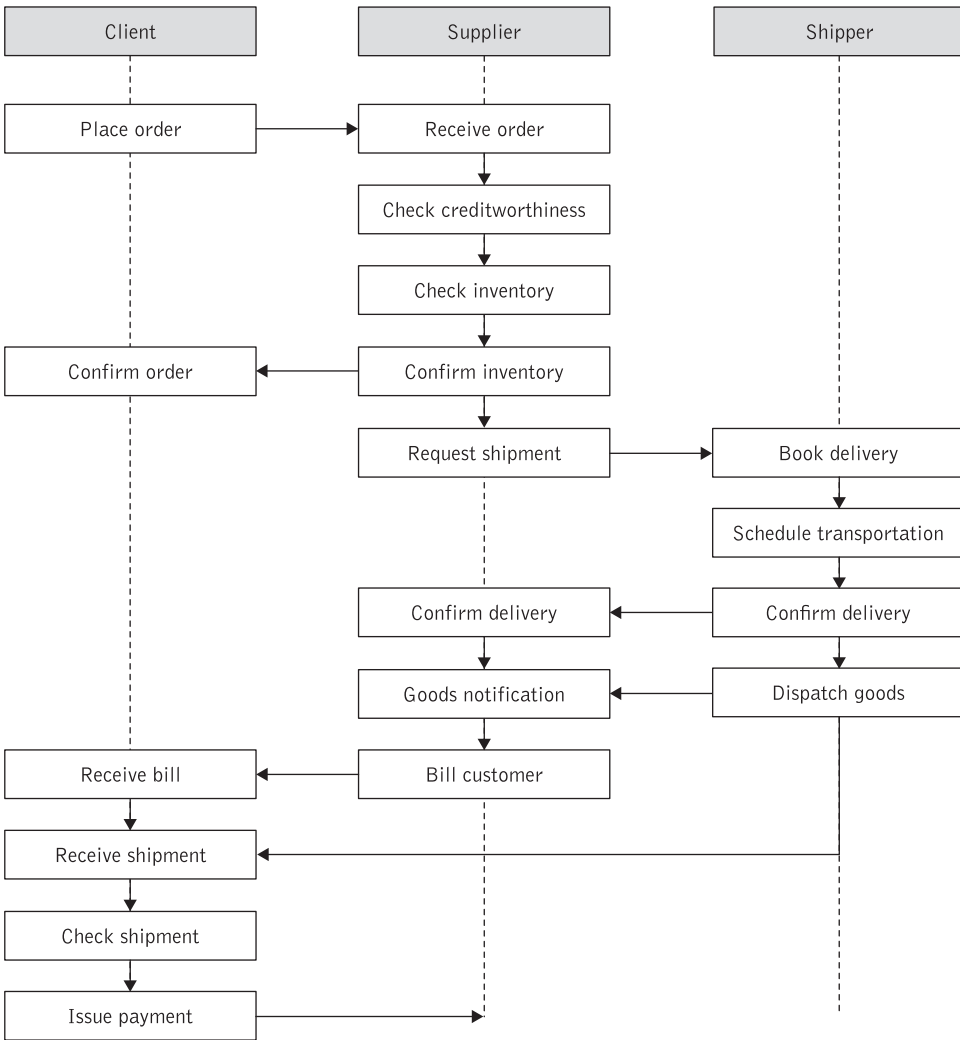 Client
Supplier
Shipper
Place order
Receive order
Check creditworthiness
Check inventory
Confirm order
Confirm inventory
Request shipment
Book delivery
Schedule transportation
Confirm delivery
Confirm delivery
Goods notification
Dispatch goods
Receive bill
Bill customer
Receive shipment
Check shipment
Issue payment